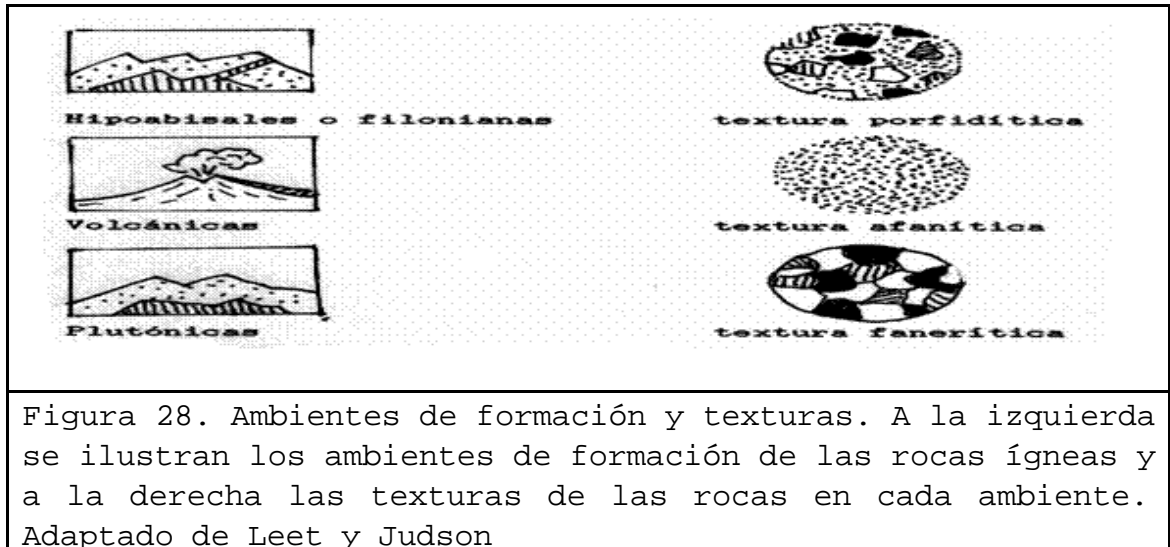 Hipoabisales o filonianas
textura porfidítica
Volcánicas
textura afanítica
Plutónicas
textura fanerítica
Figura 28. Ambientes de formación y texturas. A la izquierda
se ilustran los ambientes de formación de las rocas ígneas y
a la derecha las texturas de las rocas en cada ambiente.
Adaptado de Leet y Judson